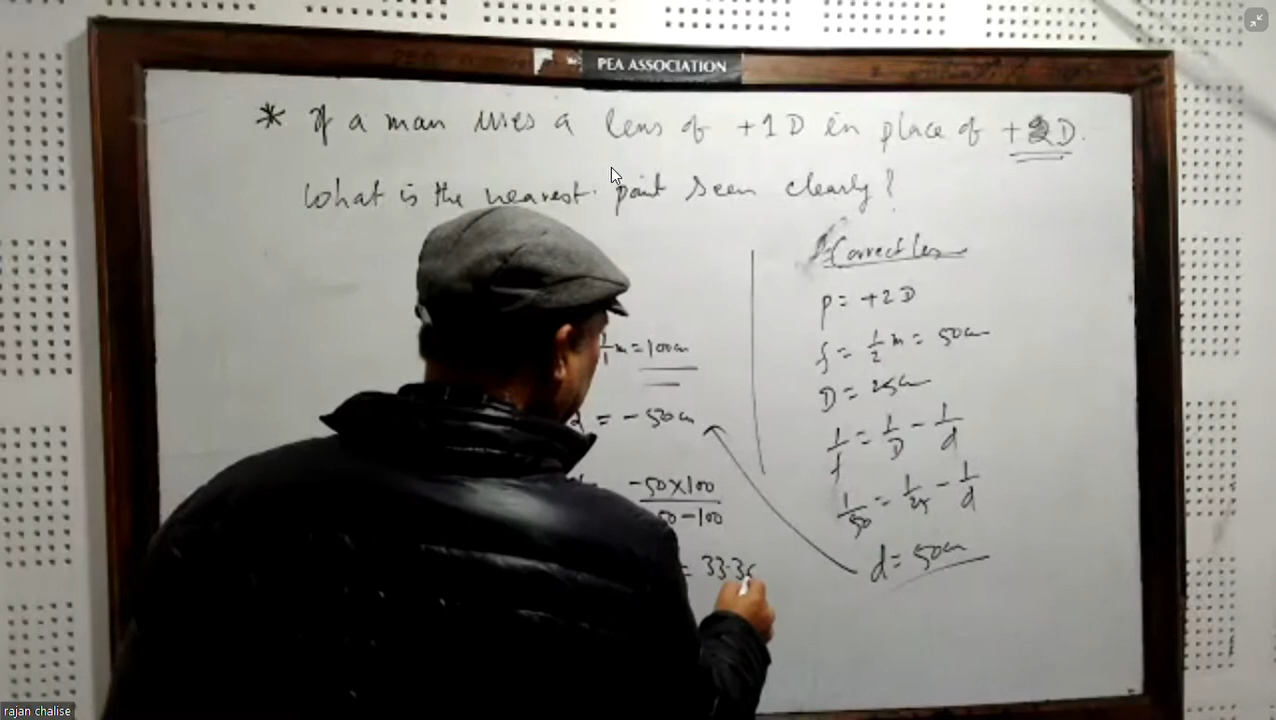 PEA ASSOCIATION
* If a man uses a lens of +1D in place of +2D.
What is the nearest point seen clearly?
Correct lens
P = +2D
f = 1/2 m = 50cm
D = 25cm
1/f = 1/D - 1/d
1/50 = 1/25 - 1/d
d = 50cm
1/1 m = 100cm
d = -50cm
-50×100
50-100
= 33.3
rajan chalise